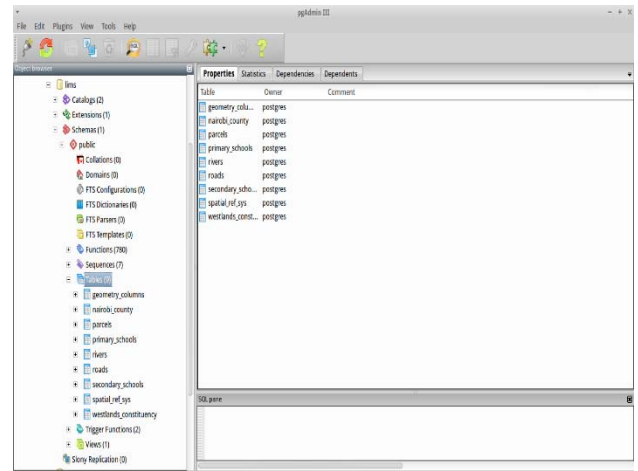 pgAdmin III
File Edit Plugins View Tools Help
Object browser
lims
Catalogs (2)
Extensions (1)
Schemas (1)
public
Collations (0)
Domains (0)
FTS Configurations (0)
FTS Dictionaries (0)
FTS Parsers (0)
FTS Templates (0)
Functions (780)
Sequences (7)
Tables (9)
geometry_columns
nairobi_county
parcels
primary_schools
rivers
roads
secondary_schools
spatial_ref_sys
westlands_constituency
Trigger Functions (2)
Views (1)
Slony Replication (0)
Properties Statistics Dependencies Dependents
Table Owner Comment
geometry_colu... postgres
nairobi_county postgres
parcels postgres
primary_schools postgres
rivers postgres
roads postgres
secondary_scho... postgres
spatial_ref_sys postgres
westlands_const... postgres
SQL pane